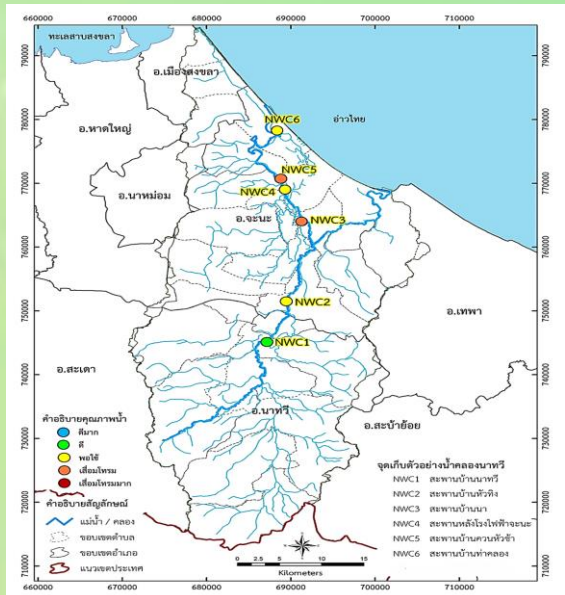 660000 670000 680000 690000 700000 710000
ทะเลสาบสงขลา
อ.เมืองสงขลา
790000 790000
อ.หาดใหญ่
NWC6
อ่าวไทย
780000 780000
อ.นาหม่อม
NWC5
NWC4
770000 770000
อ.จะนะ
NWC3
760000 760000
อ.เทพา
NWC2
750000 750000
NWC1
อ.สะเดา
740000 740000
อ.นาทวี
อ.สะบ้าย้อย
คำอธิบายคุณภาพน้ำ
ดีมาก
ดี
พอใช้
เสื่อมโทรม
เสื่อมโทรมมาก
730000 730000
คำอธิบายสัญลักษณ์
แม่น้ำ / คลอง
ขอบเขตตำบล
ขอบเขตอำเภอ
แนวเขตประเทศ
720000 720000
710000 710000
จุดเก็บตัวอย่างน้ำคลองนาทวี
NWC1 สะพานบ้านนาทวี
NWC2 สะพานบ้านหัวทิง
NWC3 สะพานบ้านนา
NWC4 สะพานหลังโรงไฟฟ้าจะนะ
NWC5 สะพานบ้านควนหัวช้า
NWC6 สะพานบ้านท่าคลอง
0 2.5 5 10 15
Kilometers
660000 670000 680000 690000 700000 710000